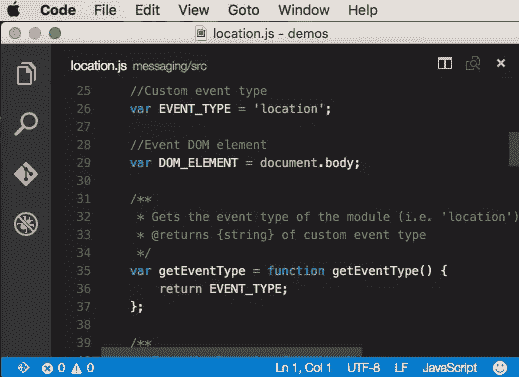 Code File Edit View Goto Window Help
location.js - demos
location.js messaging/src
25 //Custom event type
26 var EVENT_TYPE = 'location';
27
28 //Event DOM element
29 var DOM_ELEMENT = document.body;
30
31 /**
32 * Gets the event type of the module (i.e. 'location')
33 * @returns {string} of custom event type
34 */
35 var getEventType = function getEventType() {
36 return EVENT_TYPE;
37 };
38
39 /**
0 0 Ln 1, Col 1 UTF-8 LF JavaScript